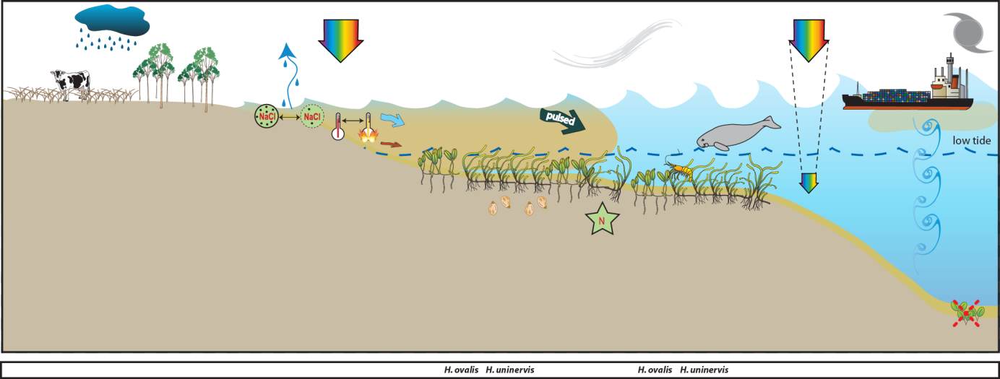 NaCl
NaCl
pulsed
low tide
N
H. ovalis H. uninervis
H. ovalis H. uninervis